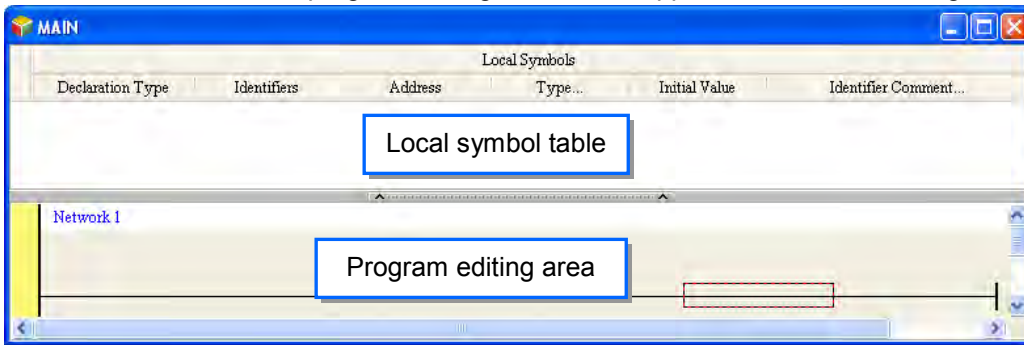 MAIN
Local Symbols
Declaration Type Identifiers Address Type... Initial Value Identifier Comment...
Local symbol table
Network 1
Program editing area